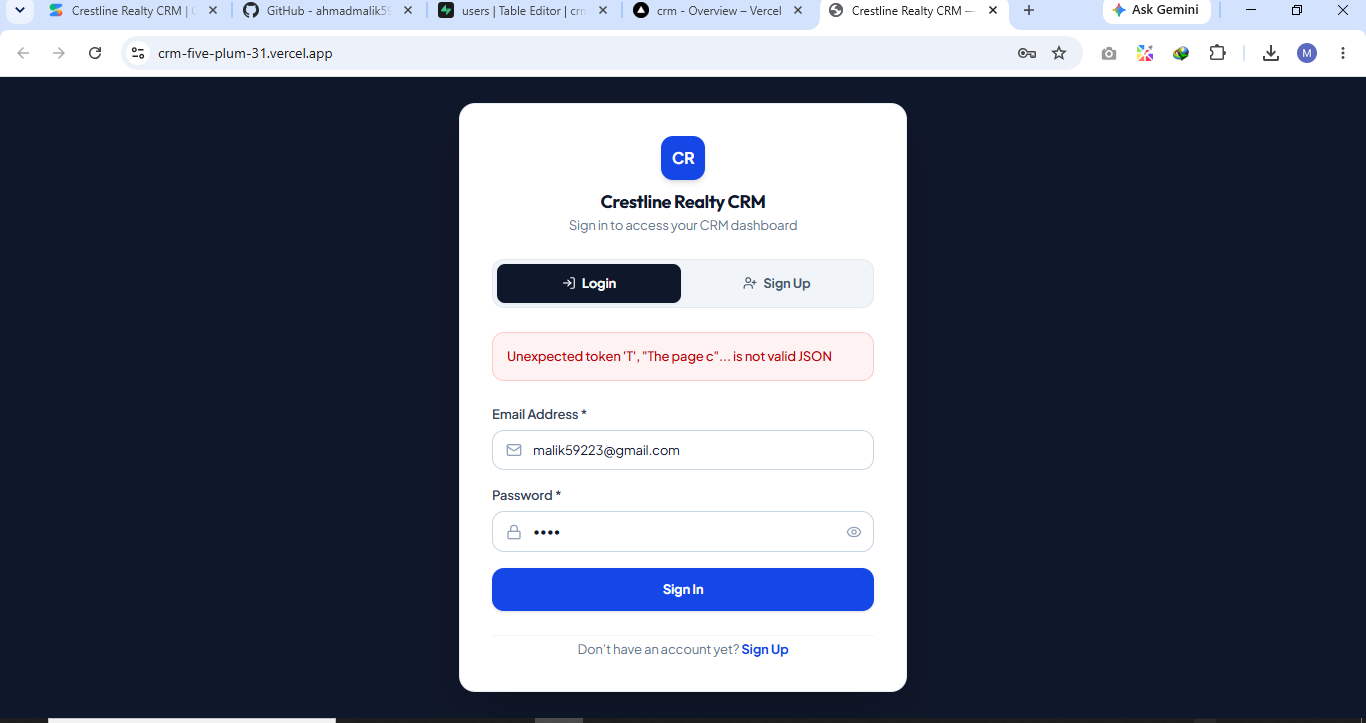 Crestline Realty CRM | C
GitHub - ahmadmalik59
users | Table Editor | crm
crm - Overview – Vercel
Crestline Realty CRM —
Ask Gemini
crm-five-plum-31.vercel.app
M
CR
Crestline Realty CRM
Sign in to access your CRM dashboard
Login
Sign Up
Unexpected token 'T', "The page c"... is not valid JSON
Email Address *
malik59223@gmail.com
Password *
••••
Sign In
Don't have an account yet? Sign Up